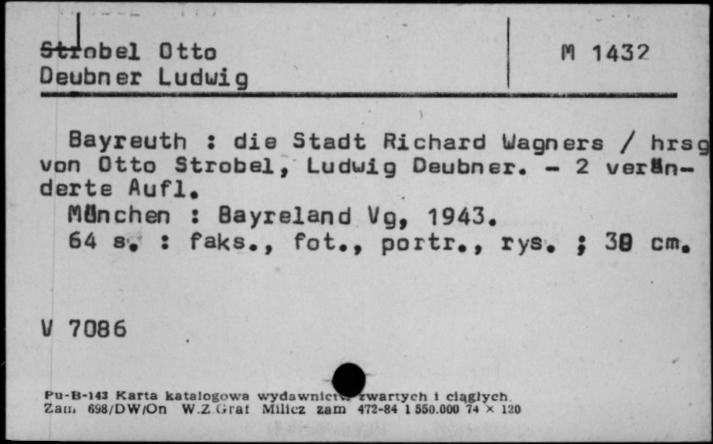 Strobel Otto
M 1432
Deubner Ludwig
Bayreuth : die Stadt Richard Wagners / hrsg
von Otto Strobel, Ludwig Deubner. - 2 verän-
derte Aufl.
München : Bayreland Vg, 1943.
64 s. : faks., fot., portr., rys. ; 30 cm.
V 7086
Pu-B-143 Karta katalogowa wydawnictw zwartych i ciągłych.
Zam. 698/DW/On W.Z.Graf Milicz zam 472-84 1 550.000 74 × 120